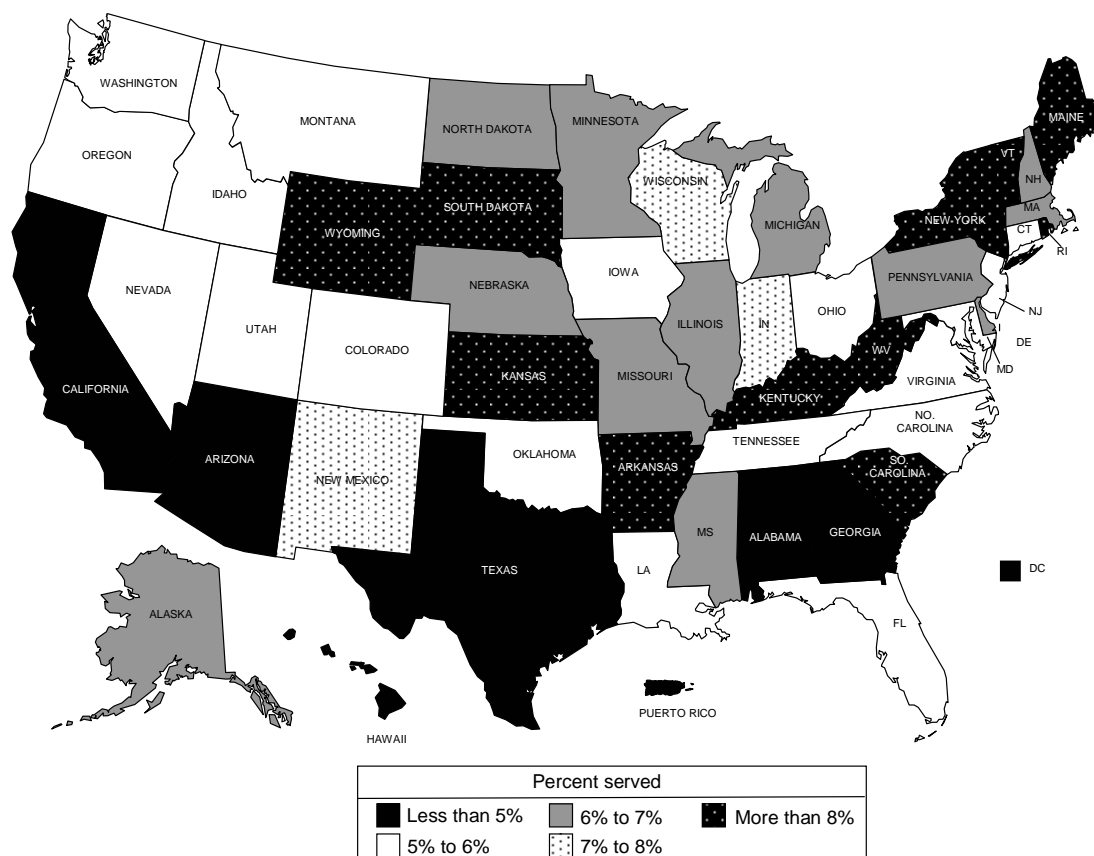 WASHINGTON
MONTANA
NORTH DAKOTA
MINNESOTA
MAINE
OREGON
VT
IDAHO
WISCONSIN
NH
SOUTH DAKOTA
MICHIGAN
MA
WYOMING
NEW YORK
CT
RI
IOWA
NEBRASKA
PENNSYLVANIA
NEVADA
OHIO
NJ
UTAH
ILLINOIS
IN
COLORADO
DE
WV
MD
KANSAS
MISSOURI
CALIFORNIA
VIRGINIA
KENTUCKY
NO.
CAROLINA
TENNESSEE
ARIZONA
OKLAHOMA
ARKANSAS
SO.
CAROLINA
NEW MEXICO
MS
ALABAMA
GEORGIA
TEXAS
LA
DC
ALASKA
FL
PUERTO RICO
HAWAII
Percent served
Less than 5%
6% to 7%
More than 8%
5% to 6%
7% to 8%